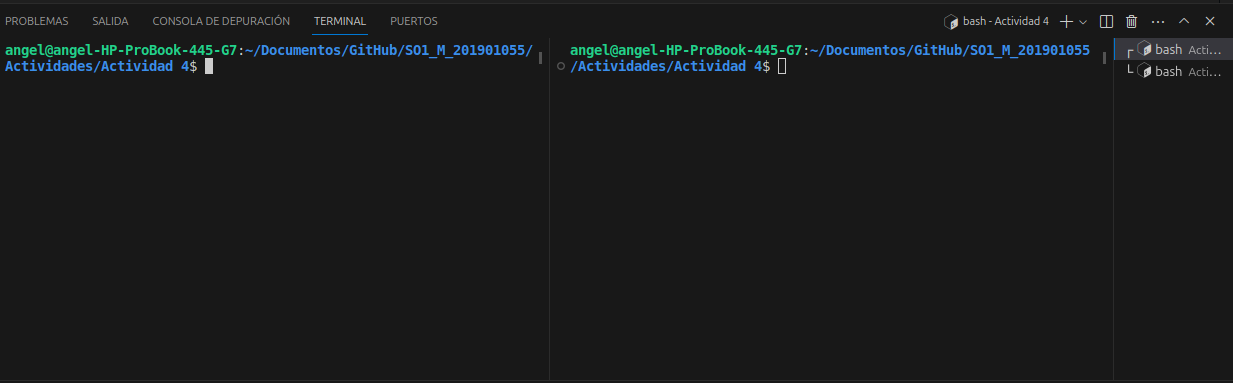 PROBLEMAS SALIDA CONSOLA DE DEPURACIÓN TERMINAL PUERTOS bash - Actividad 4
angel@angel-HP-ProBook-445-G7:~/Documentos/GitHub/SO1_M_201901055/
Actividades/Actividad 4$
angel@angel-HP-ProBook-445-G7:~/Documentos/GitHub/SO1_M_201901055
/Actividades/Actividad 4$
bash Acti...
bash Acti...